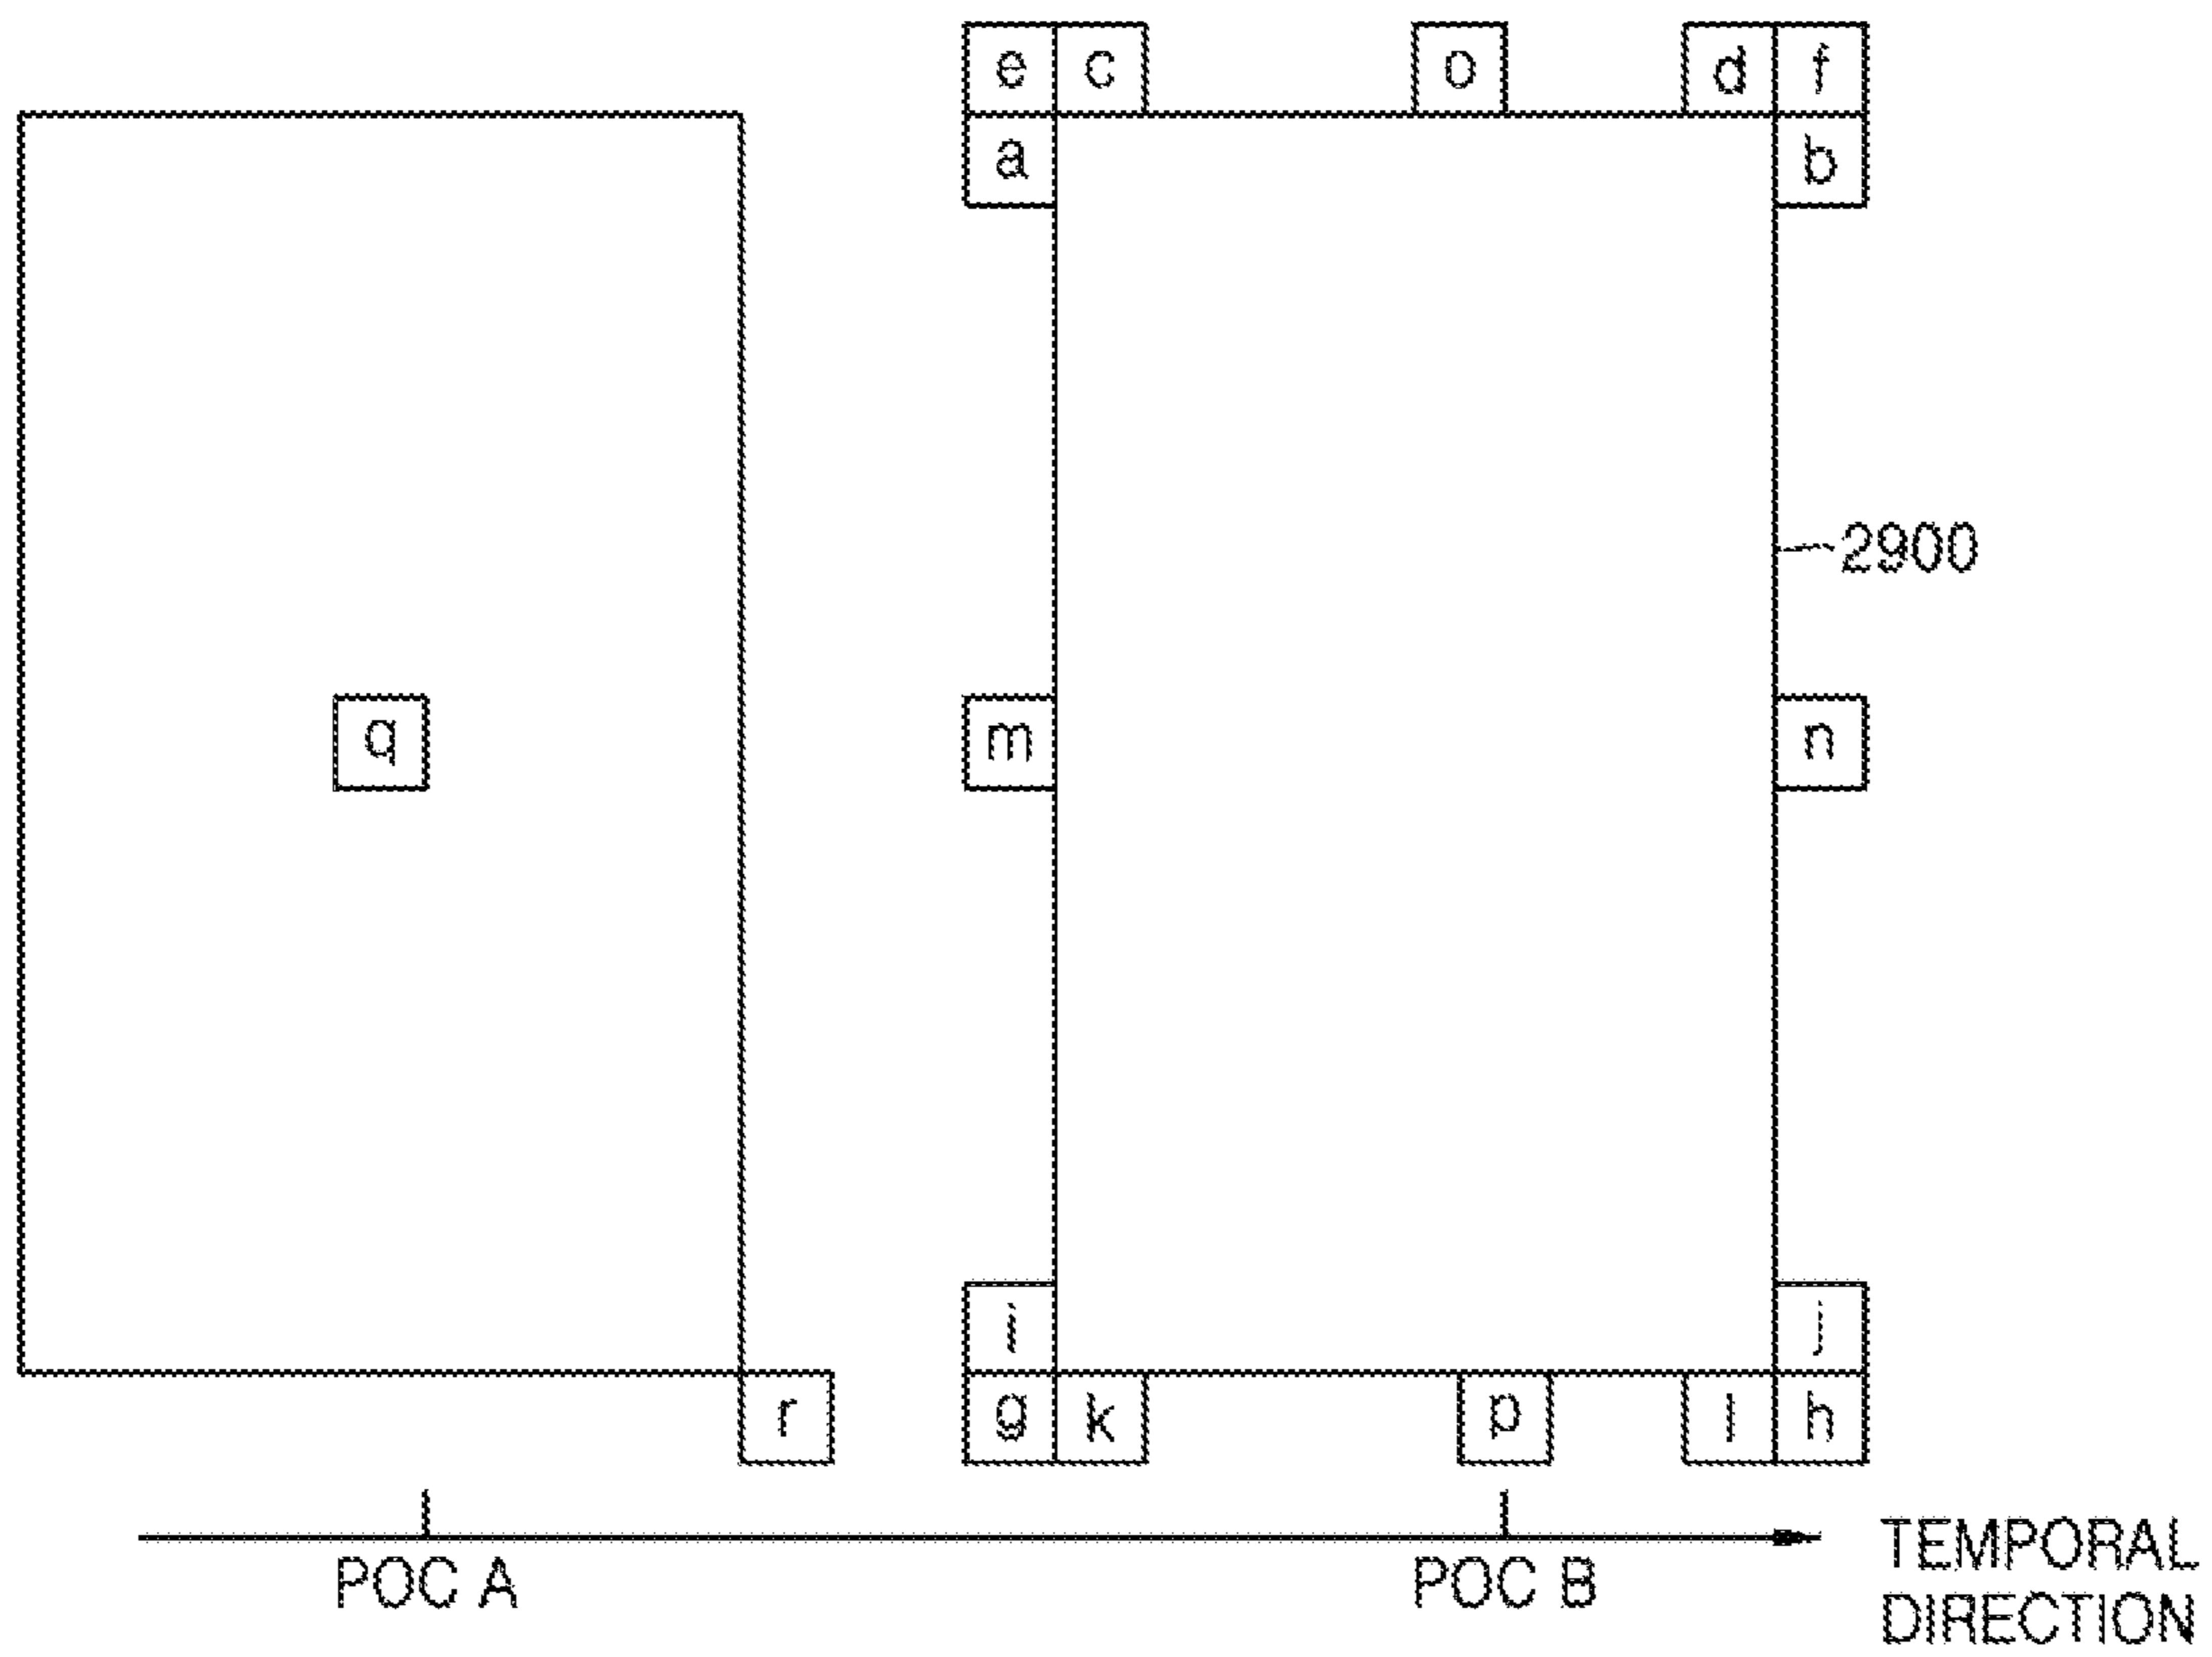 e c o d f
a b
2900
q m n
i j
r g k p l h
POC A POC B
TEMPORAL
DIRECTION